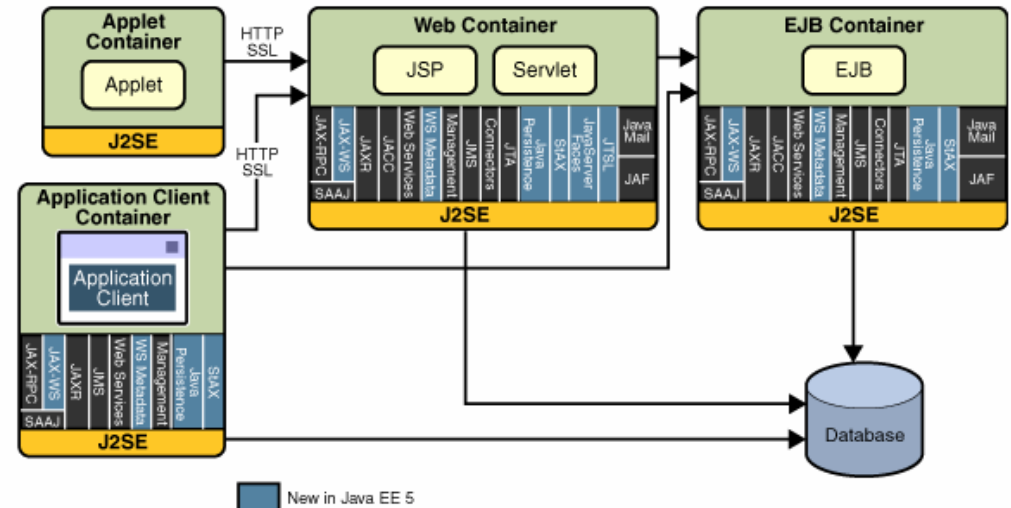 Applet
Container
Applet
J2SE
HTTP
SSL
Web Container
JSP
Servlet
JAX-RPC
JAX-WS
SAAJ
JAXR
JACC
Web Services
WS Metadata
Management
JMS
Connectors
JTA
Java
Persistence
StAX
JavaServer
Faces
JTSL
Java
Mail
JAF
J2SE
EJB Container
EJB
JAX-RPC
JAX-WS
SAAJ
JAXR
JACC
Web Services
WS Metadata
Management
JMS
Connectors
JTA
Java
Persistence
StAX
Java
Mail
JAF
J2SE
HTTP
SSL
Application Client
Container
Application
Client
JAX-RPC
JAX-WS
SAAJ
JAXR
JMS
Web Services
WS Metadata
Management
Java
Persistence
StAX
J2SE
Database
New in Java EE 5